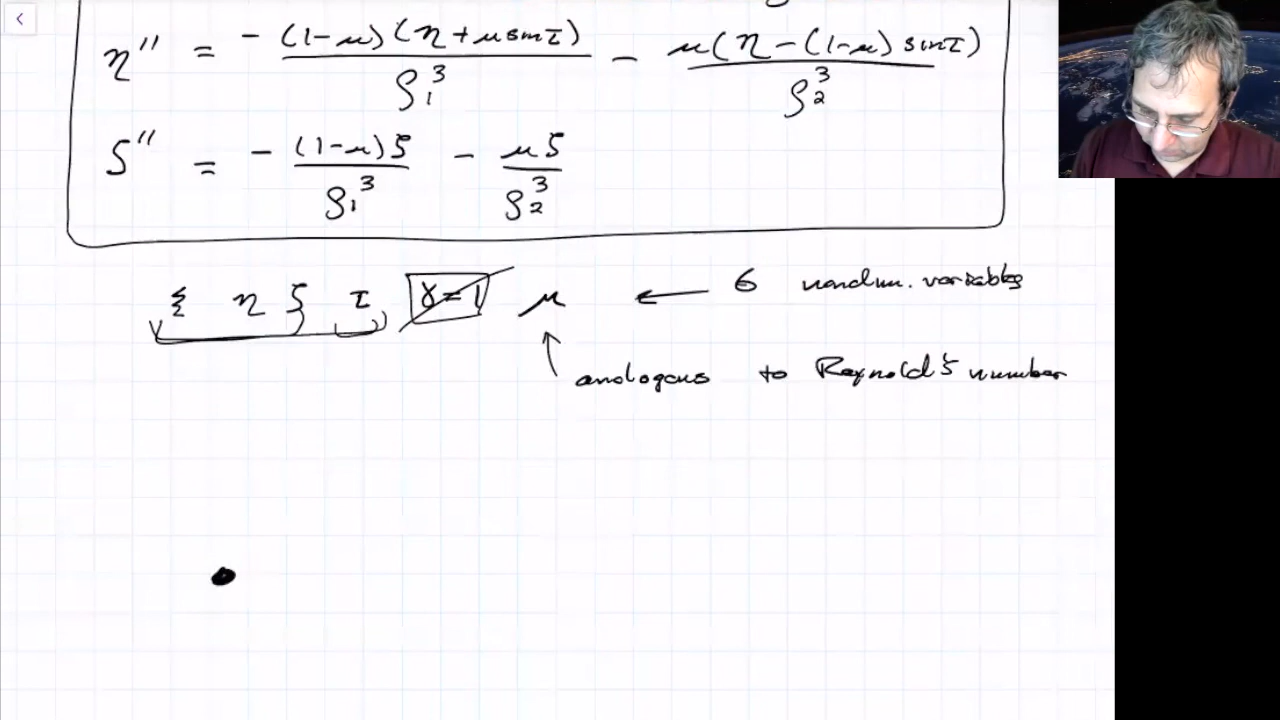 η'' = - (1-μ)(η + μ sin τ) / ρ₁³ - μ(η - (1-μ) sin τ) / ρ₂³
ζ'' = - (1-μ)ζ / ρ₁³ - μζ / ρ₂³
ξ η ζ τ γ = 1 μ ← 6 nondim. variables
↑ analogous to Reynold's number